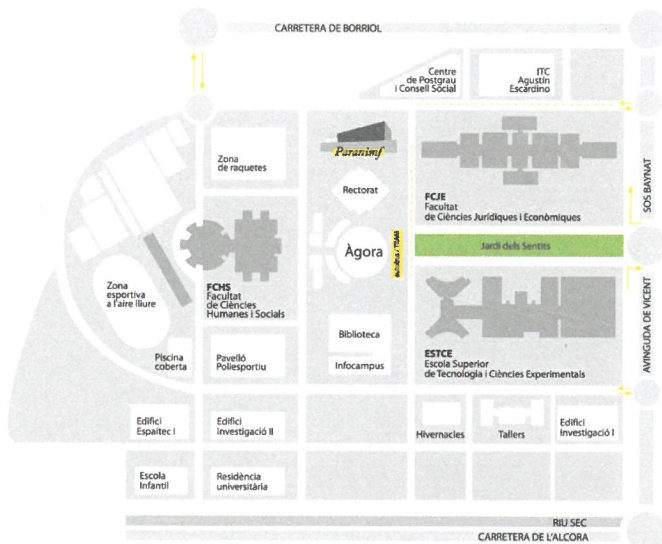 CARRETERA DE BORRIOL
Centre
de Postgrau
i Consell Social
ITC
Agustín
Escardino
Zona
de raquetes
Paranimf
Rectorat
FCJE
Facultat
de Ciències Jurídiques i Econòmiques
SOS BAYNAT
Àgora
autobús / TRAM
Jardí dels Sentits
FCHS
Facultat
de Ciències
Humanes i Socials
Zona
esportiva
a l'aire lliure
Biblioteca
Infocampus
ESTCE
Escola Superior
de Tecnologia i Ciències Experimentals
AVINGUDA DE VICENT
Piscina
coberta
Pavelló
Poliesportiu
Edifici
Espaitec I
Edifici
Investigació II
Hivernacles
Tallers
Edifici
Investigació I
Escola
Infantil
Residència
universitària
RIU SEC
CARRETERA DE L'ALCORA